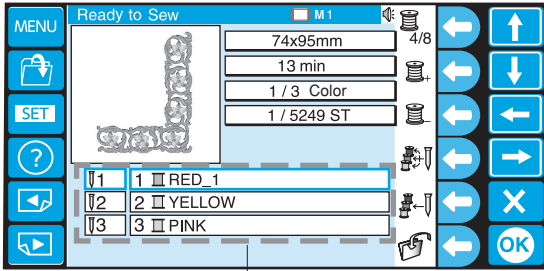 MENU
Ready to Sew
M1
4/8
74x95mm
13 min
+
1 / 3 Color
SET
1 / 5249 ST
-
?
1 1 RED_1
2 2 YELLOW
3 3 PINK
X
OK